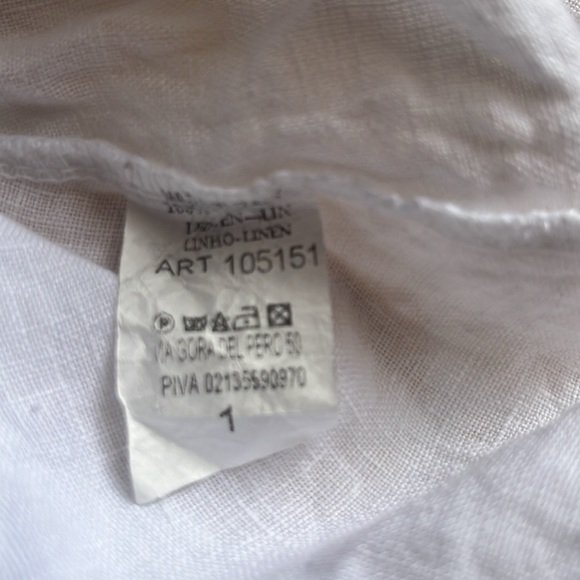 LINHO-LINEN
ART 105151
P
VIA GORA DEL PERO 50
PIVA 02135590970
1